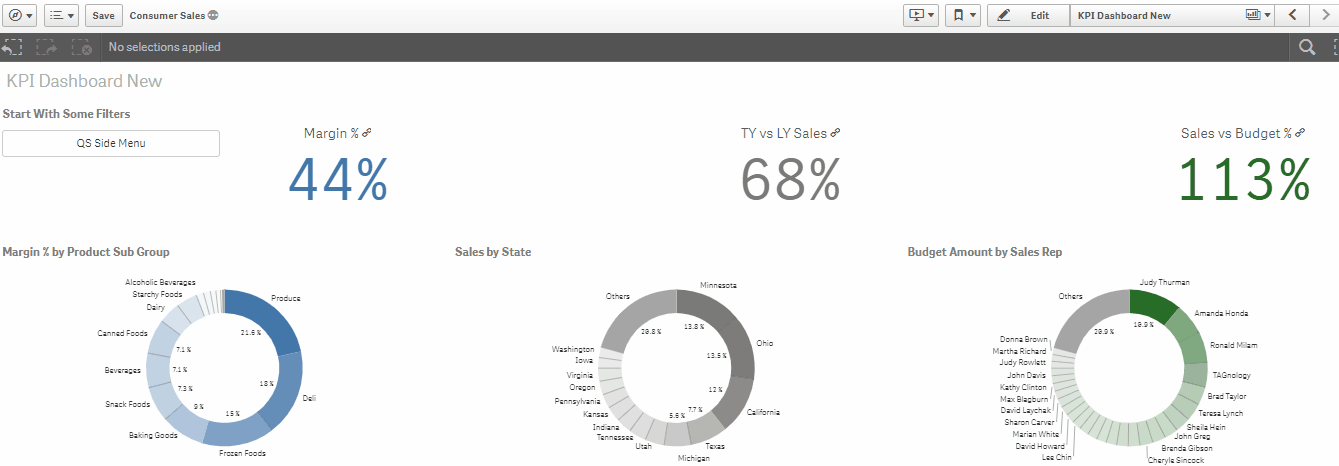 Save
Consumer Sales
Edit
KPI Dashboard New
No selections applied
KPI Dashboard New
Start With Some Filters
QS Side Menu
Margin %
44%
TY vs LY Sales
68%
Sales vs Budget %
113%
Margin % by Product Sub Group
Alcoholic Beverages
Starchy Foods
Dairy
Canned Foods
Beverages
Snack Foods
Baking Goods
Frozen Foods
Deli
Produce
21.6 %
18 %
15 %
9 %
7.3 %
7.1 %
7.1 %
Sales by State
Others
Minnesota
Ohio
California
Texas
Michigan
Utah
Tennessee
Indiana
Kansas
Pennsylvania
Oregon
Virginia
Iowa
Washington
20.8 %
13.8 %
13.5 %
12 %
7.7 %
5.6 %
Budget Amount by Sales Rep
Others
Judy Thurman
Amanda Honda
Ronald Milam
TAGnology
Brad Taylor
Teresa Lynch
Sheila Hein
John Greg
Brenda Gibson
Cheryle Sincock
Lee Chin
David Howard
Marian White
Sharon Carver
David Laychak
Max Blagburn
Kathy Clinton
John Davis
Judy Rowlett
Martha Richard
Donna Brown
20.9 %
10.9 %